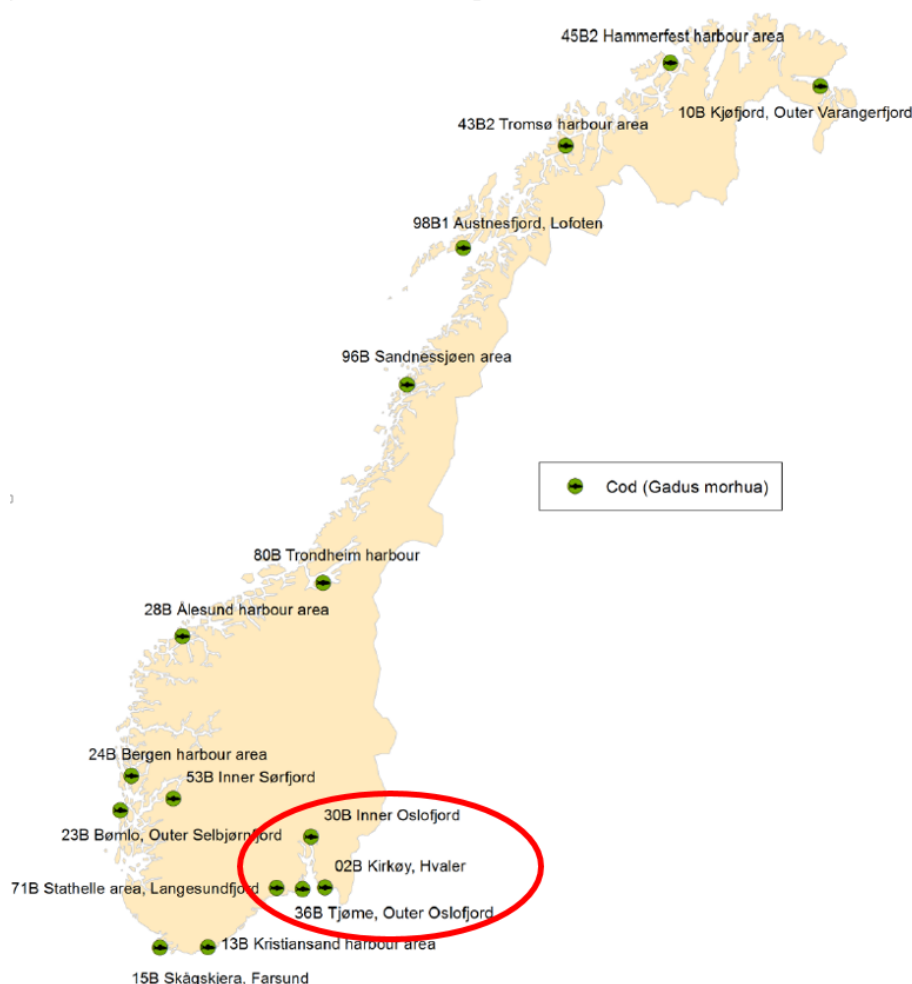 45B2 Hammerfest harbour area
10B Kjøfjord, Outer Varangerfjord
43B2 Tromsø harbour area
98B1 Austnesfjord, Lofoten
96B Sandnessjøen area
Cod (Gadus morhua)
80B Trondheim harbour
28B Ålesund harbour area
24B Bergen harbour area
53B Inner Sørfjord
30B Inner Oslofjord
23B Bømlo, Outer Selbjørnfjord
02B Kirkøy, Hvaler
71B Stathelle area, Langesundfjord
36B Tjøme, Outer Oslofjord
13B Kristiansand harbour area
15B Skågskjera, Farsund